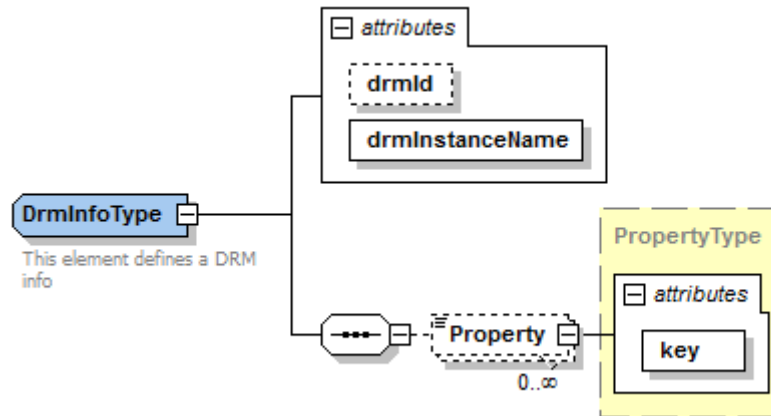 attributes
drmId
drmInstanceName
DrmInfoType
This element defines a DRM
info
PropertyType
attributes
Property
key
0..∞